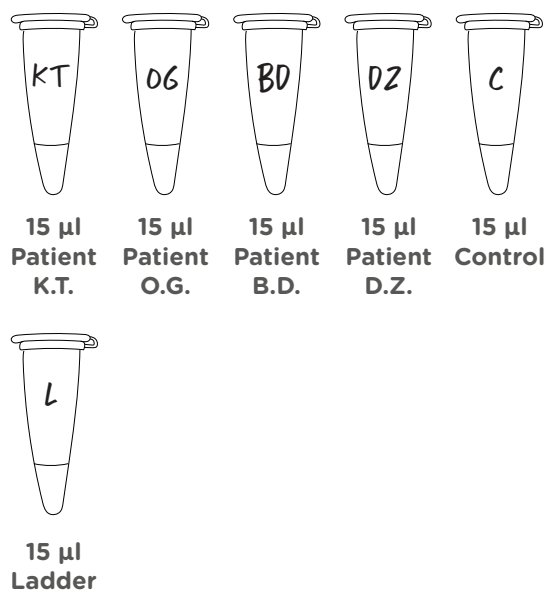 KT OG BD DZ C
15 µl 15 µl 15 µl 15 µl 15 µl
Patient Patient Patient Patient Control
K.T. O.G. B.D. D.Z.
L
15 µl
Ladder